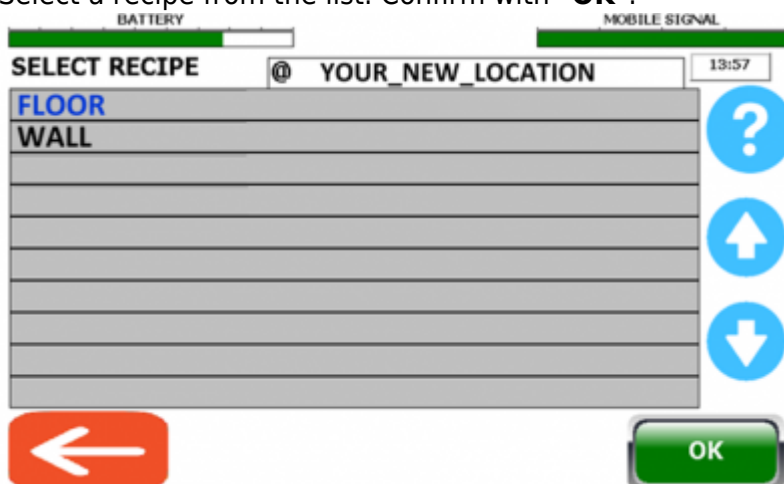 Select a recipe from the list. Confirm with "OK".
BATTERY MOBILE SIGNAL
SELECT RECIPE @ YOUR_NEW_LOCATION 13:57
FLOOR
WALL
?
OK